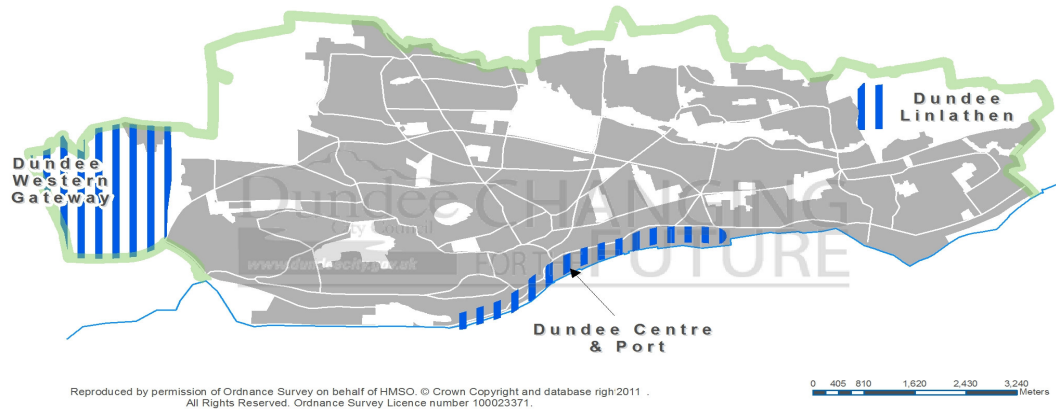 Dundee
Linlathen
Dundee
Western
Gateway
Dundee
City Council
www.dundeecity.gov.uk
CHANGING
FOR THE FUTURE
Dundee Centre
& Port
Reproduced by permission of Ordnance Survey on behalf of HMSO. © Crown Copyright and database righ 2011 .
All Rights Reserved. Ordnance Survey Licence number 100023371.
0 405 810 1,620 2,430 3,240
Meters